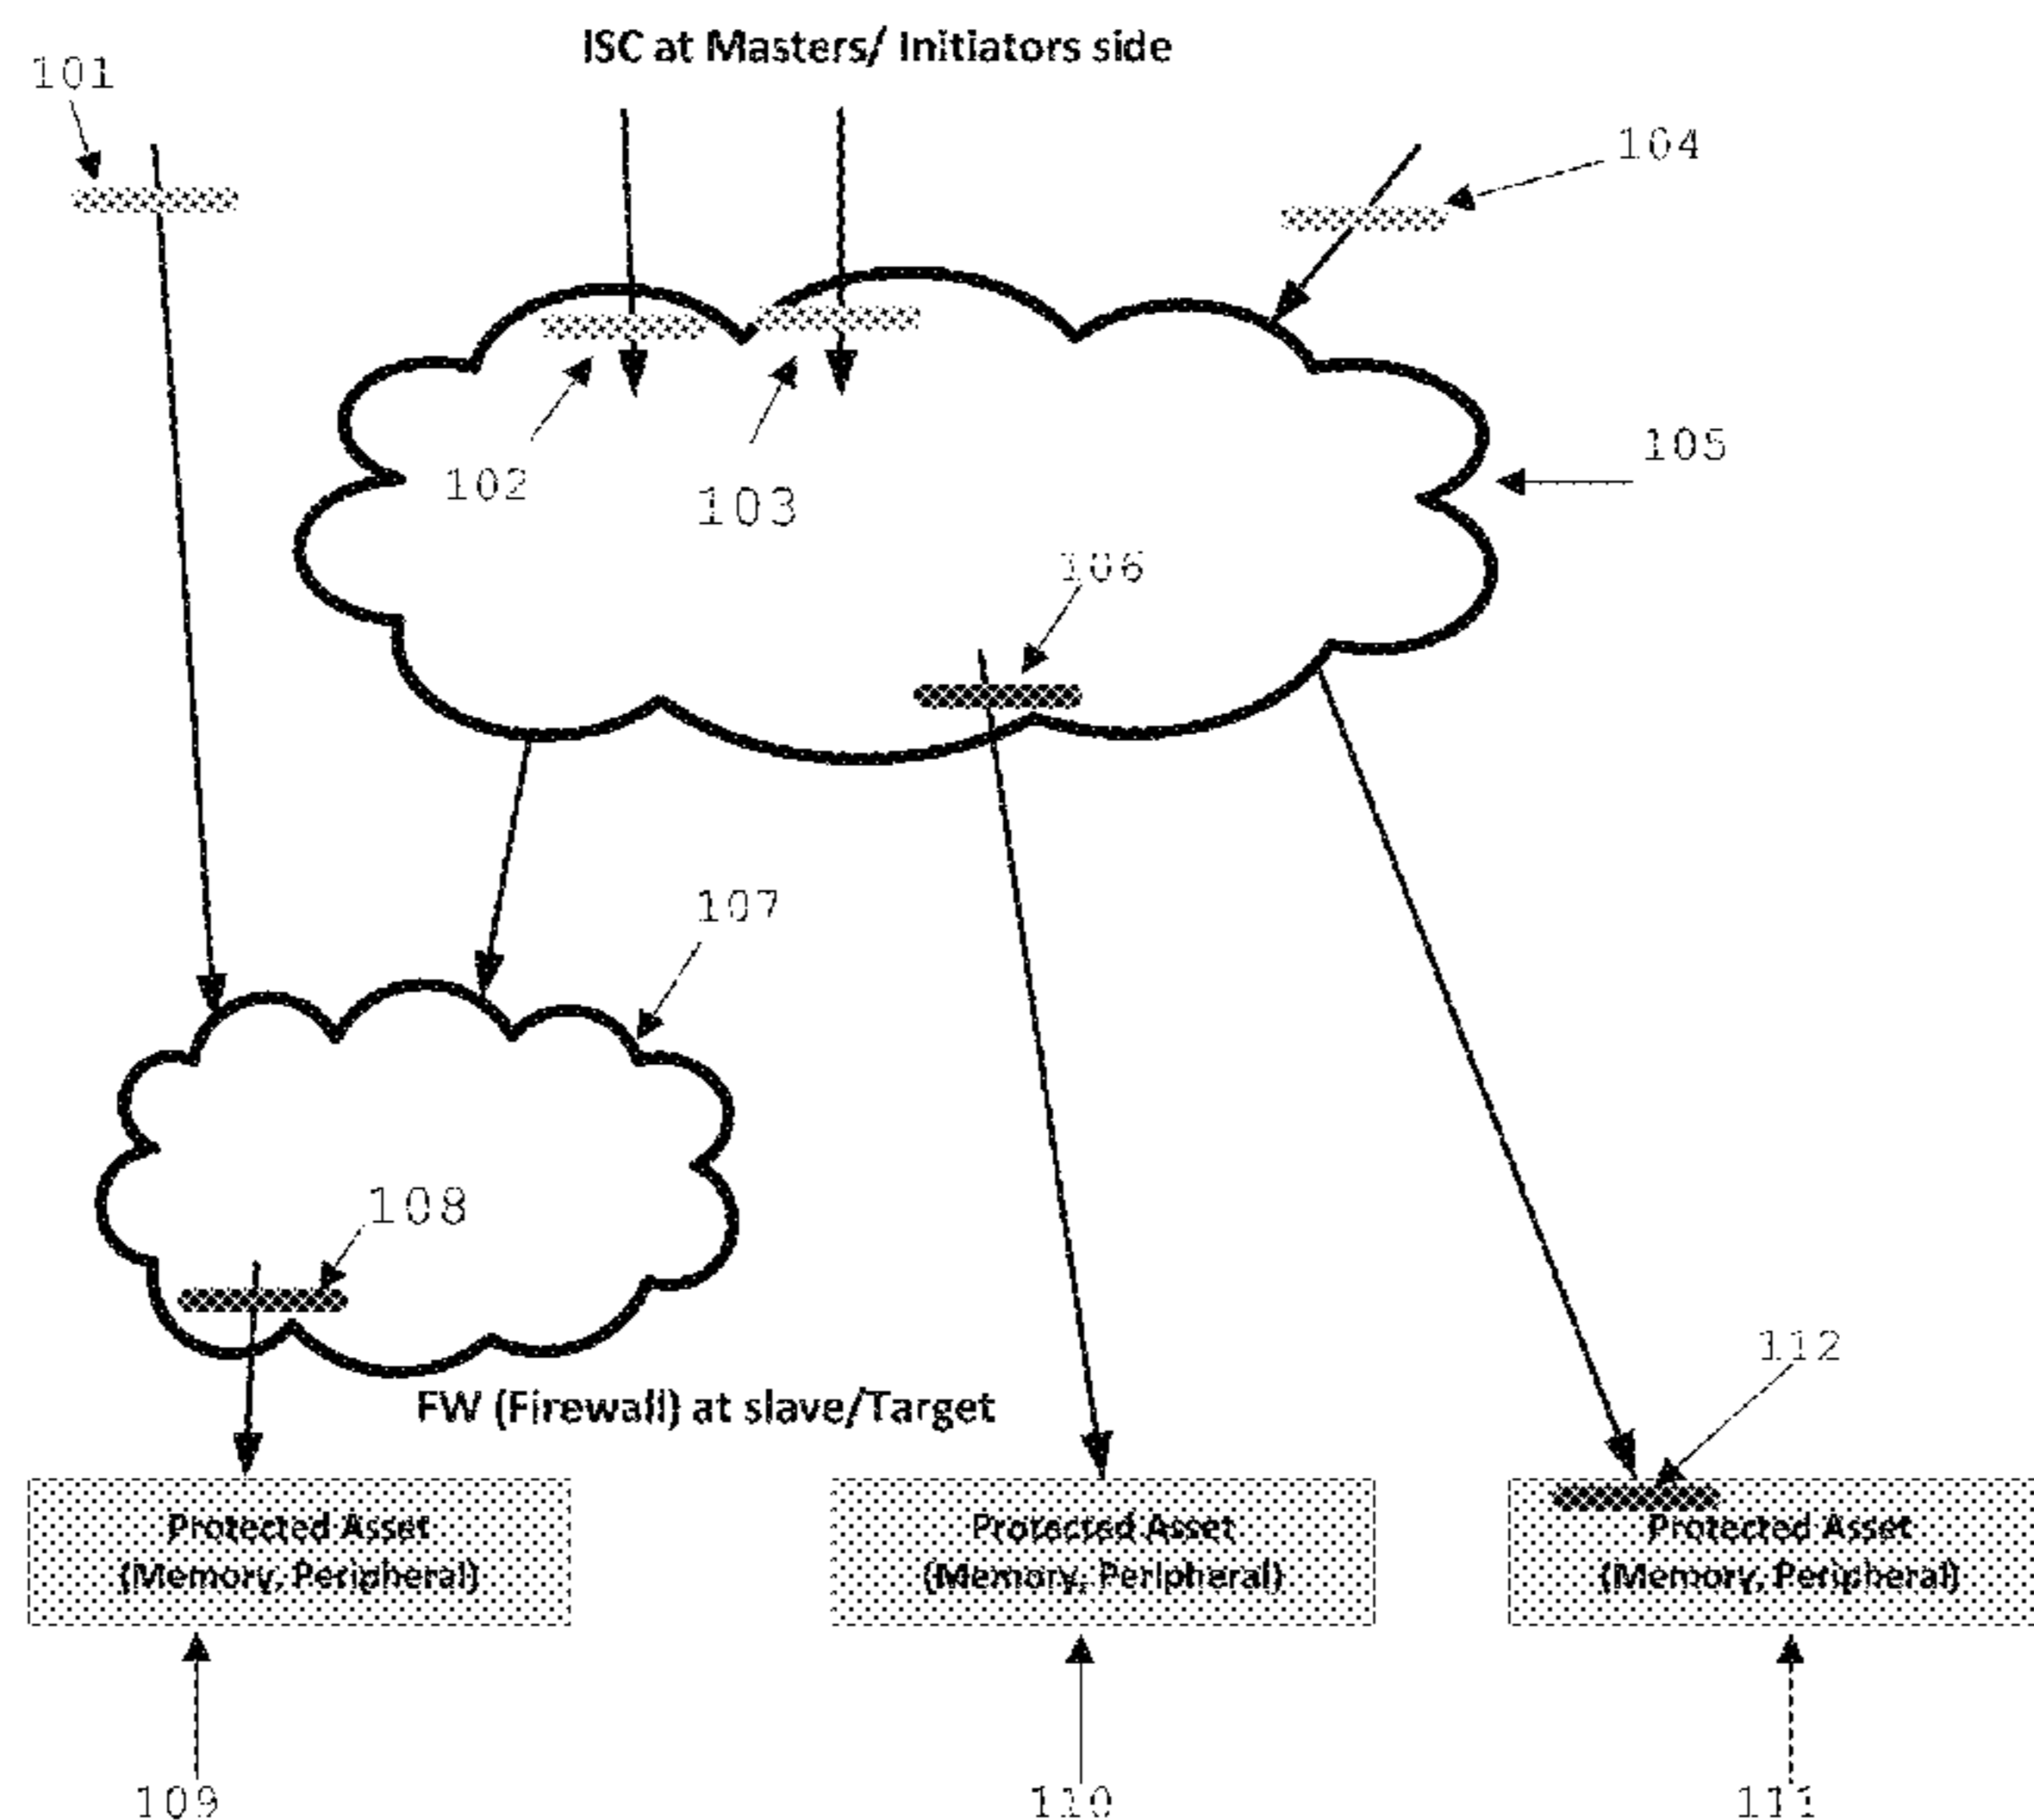 ISC at Masters/ Initiators side
101
104
105
102
103
106
107
108
112
FW (Firewall) at slave/Target
Protected Asset
(Memory, Peripheral)
Protected Asset
(Memory, Peripheral)
Protected Asset
(Memory, Peripheral)
109
110
111